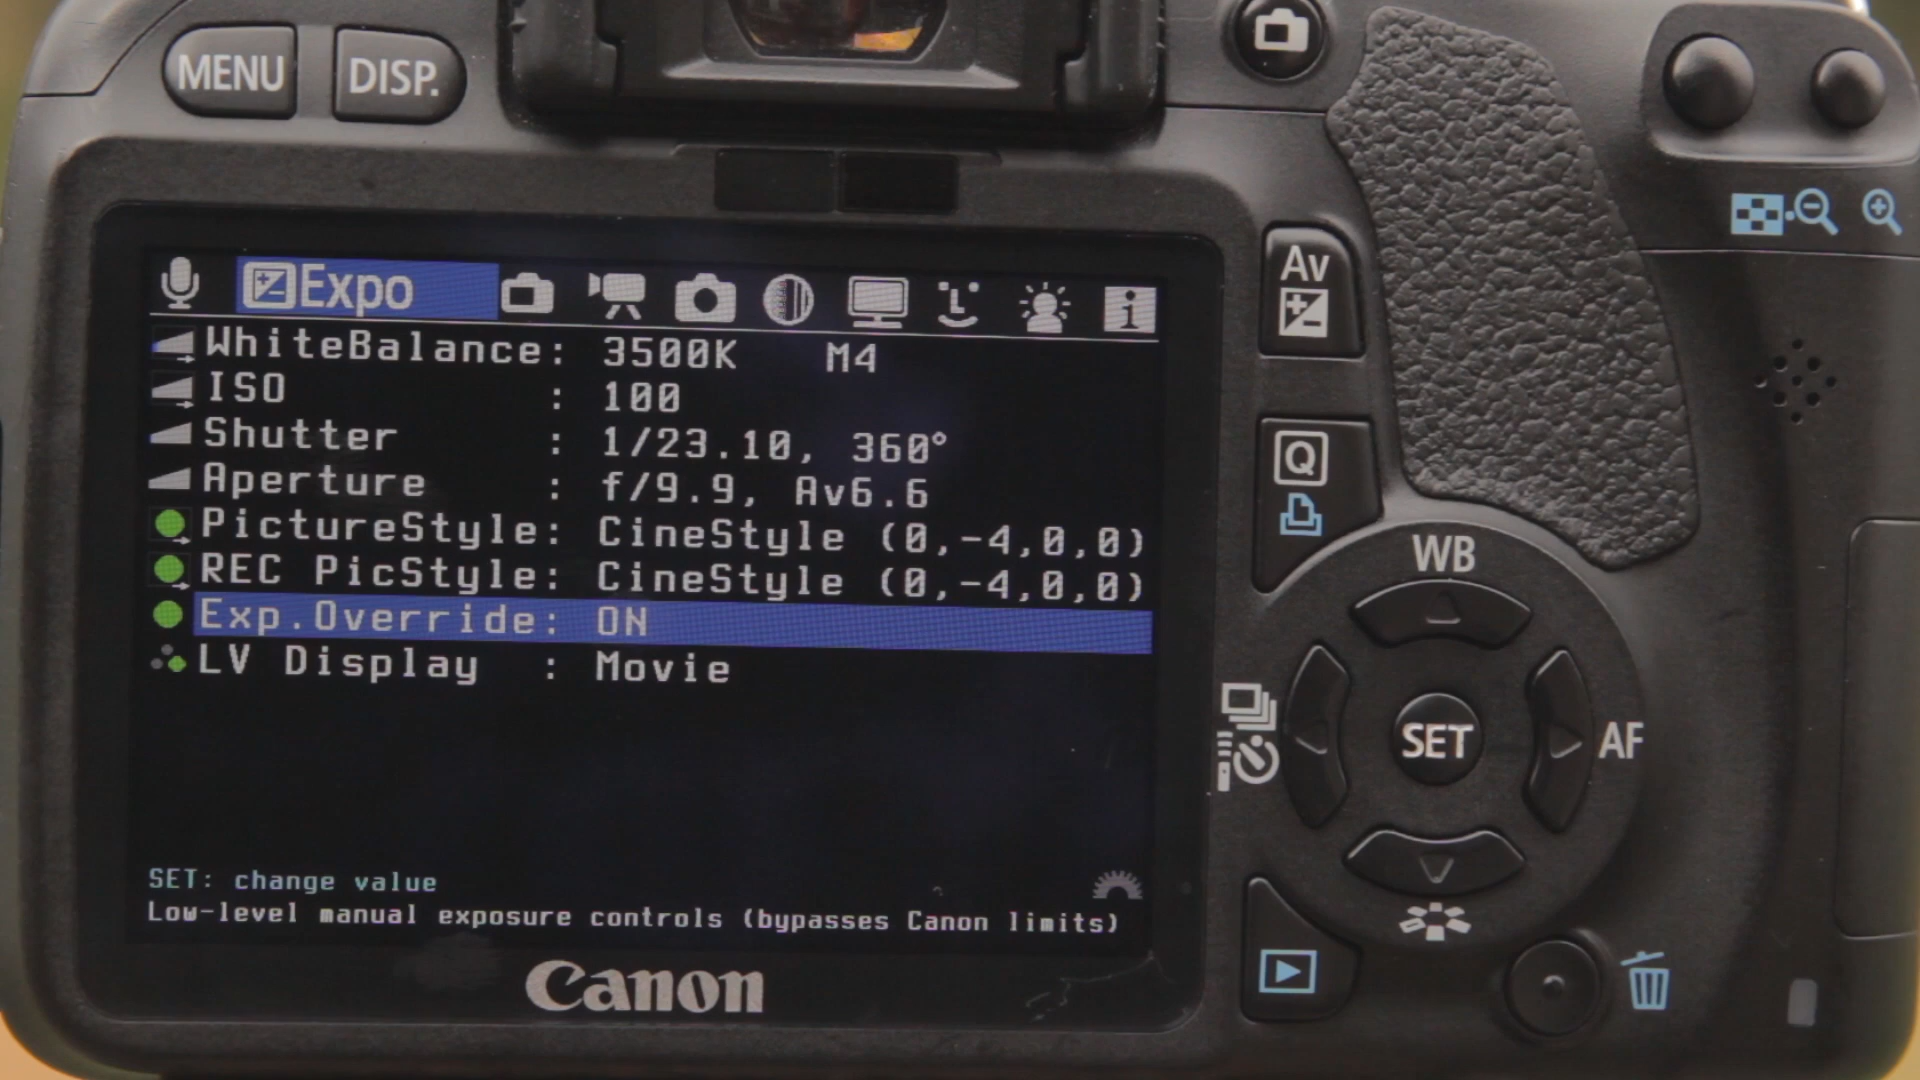 MENU
DISP.
Expo
WhiteBalance: 3500K M4
ISO : 100
Shutter : 1/23.10, 360°
Aperture : f/9.9, Av6.6
PictureStyle: CineStyle (0,-4,0,0)
REC PicStyle: CineStyle (0,-4,0,0)
Exp.Override: ON
LV Display : Movie
SET: change value
Low-level manual exposure controls (bypasses Canon limits)
Canon
Av
Q
WB
SET
AF